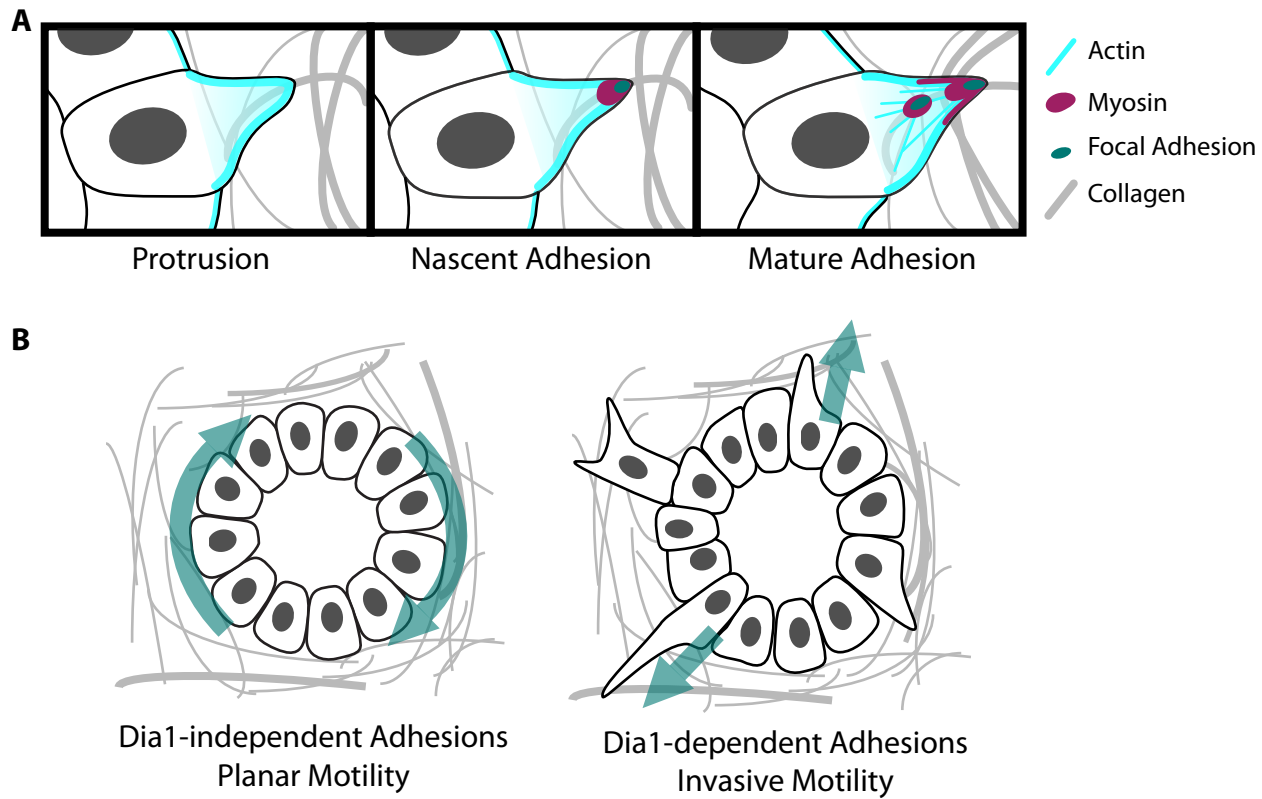 A
Actin
Myosin
Focal Adhesion
Collagen
Protrusion
Nascent Adhesion
Mature Adhesion
B
Dia1-independent Adhesions
Planar Motility
Dia1-dependent Adhesions
Invasive Motility